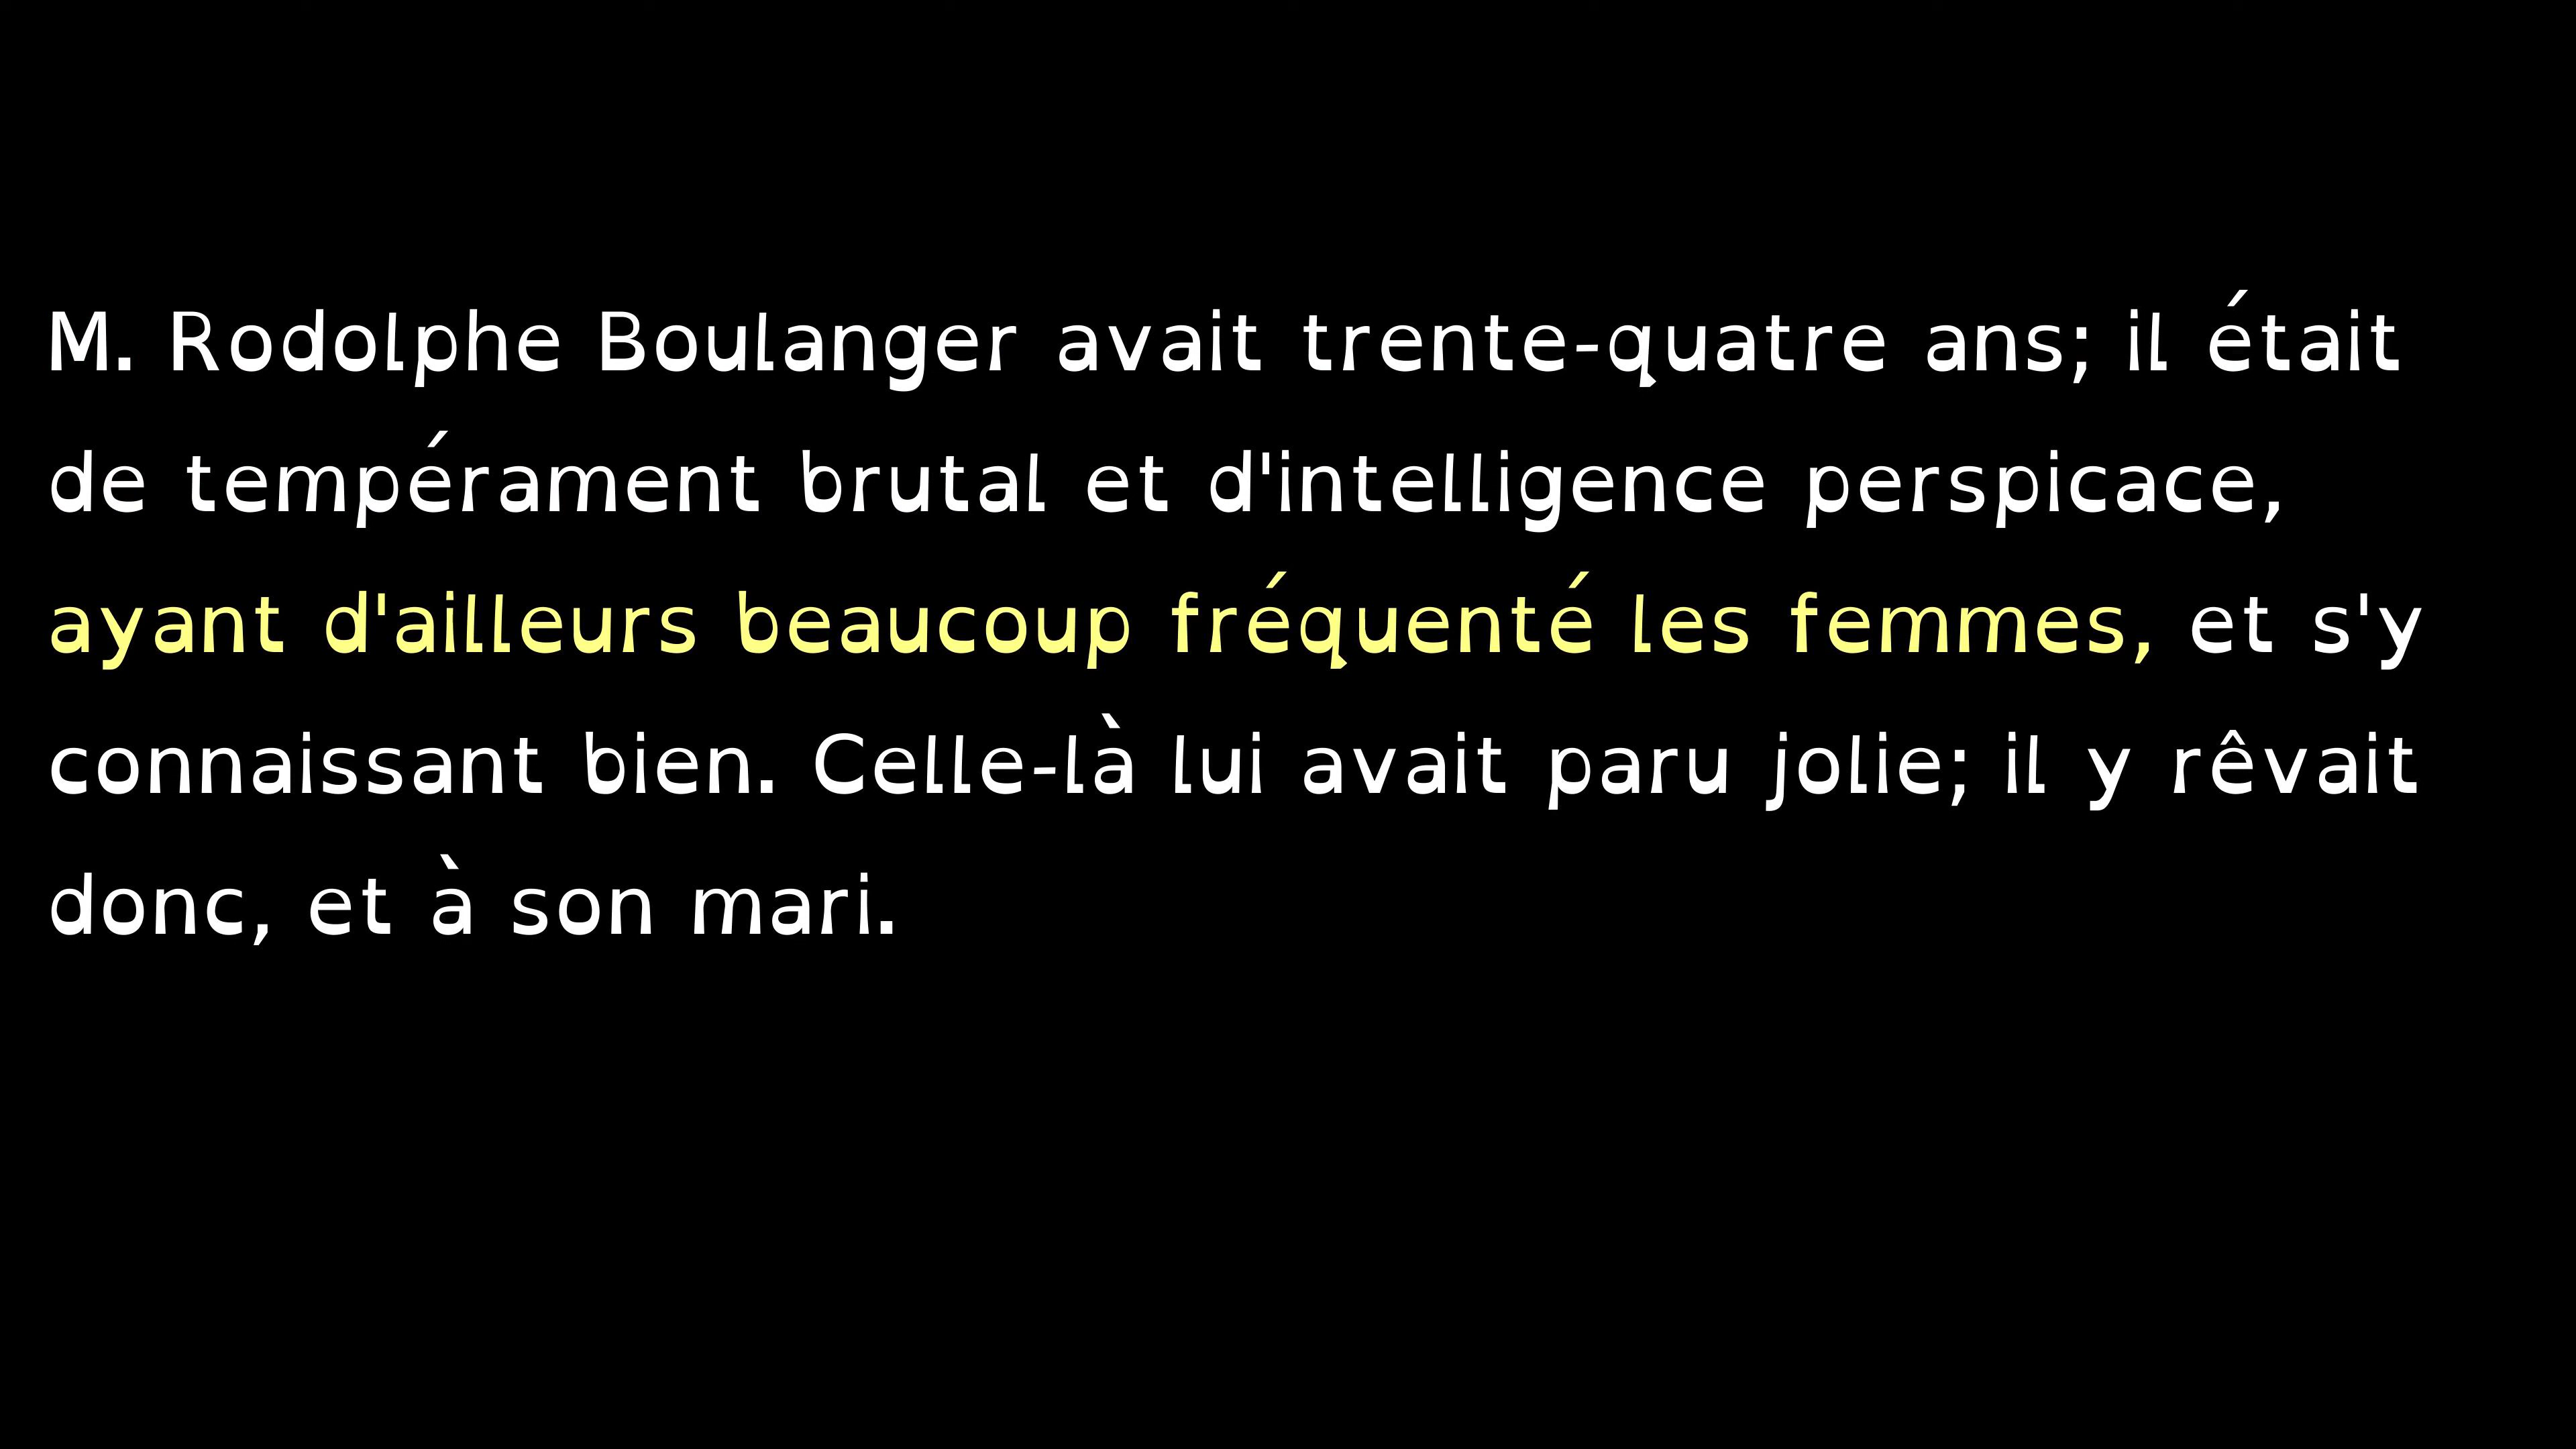 M. Rodolphe Boulanger avait trente-quatre ans; il était
de tempérament brutal et d'intelligence perspicace,
ayant d'ailleurs beaucoup fréquenté les femmes, et s'y
connaissant bien. Celle-là lui avait paru jolie; il y rêvait
donc, et à son mari.